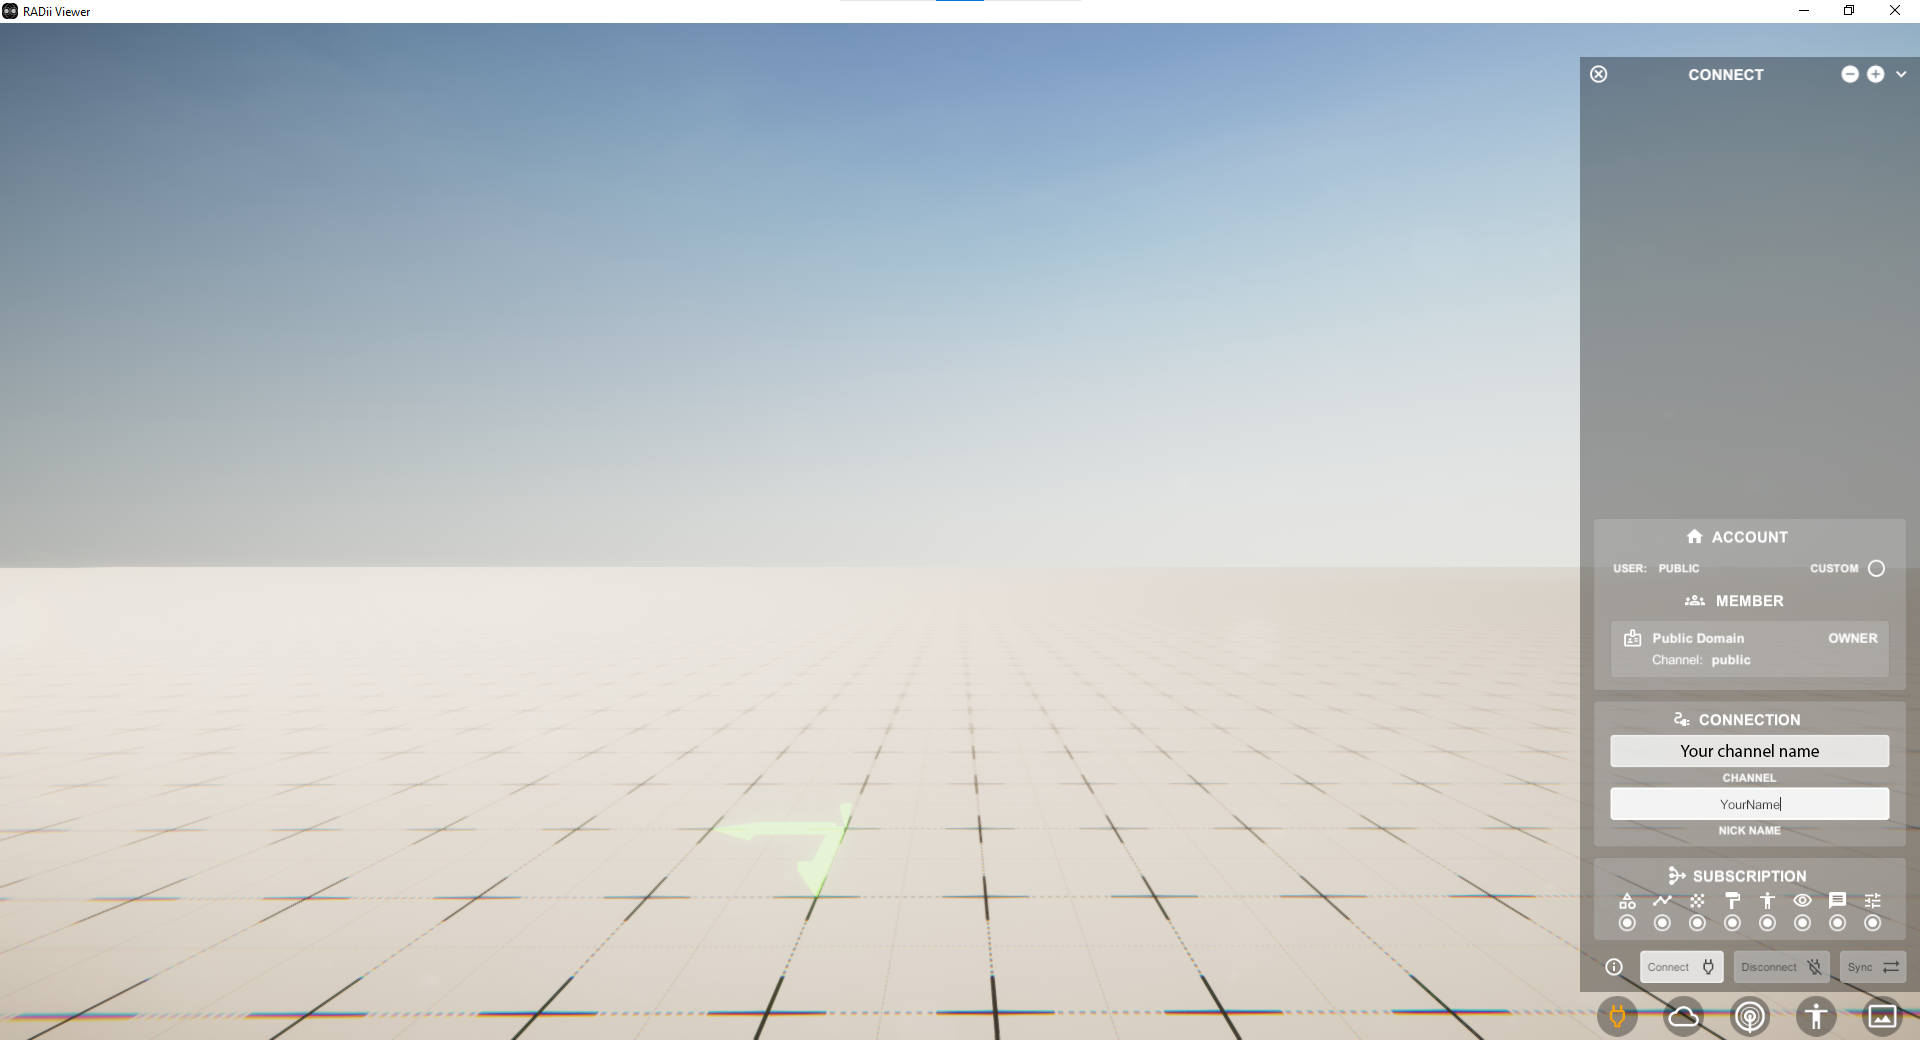 RADii Viewer
CONNECT
ACCOUNT
USER: PUBLIC CUSTOM
MEMBER
Public Domain OWNER
Channel: public
CONNECTION
Your channel name
CHANNEL
YourName
NICK NAME
SUBSCRIPTION
Connect Disconnect Sync